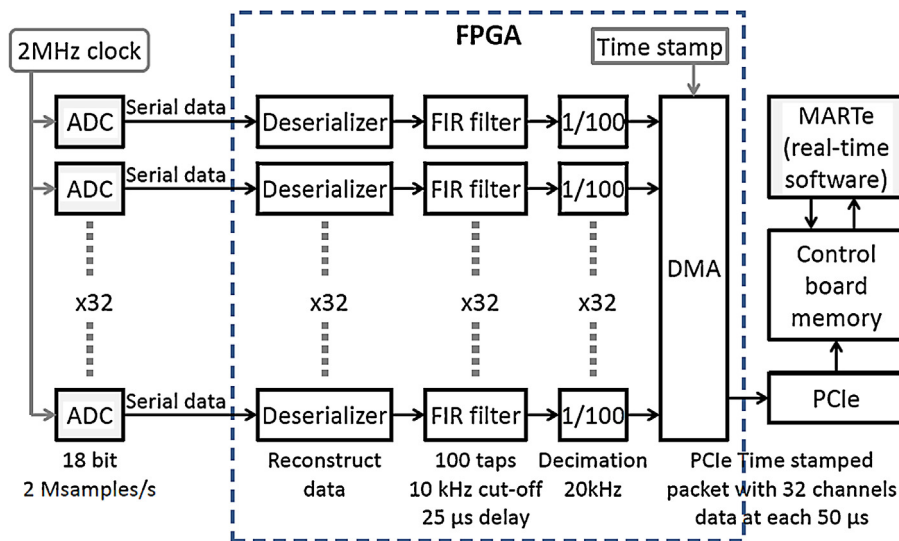 FPGA
2MHz clock
Time stamp
ADC
Serial data
Deserializer
FIR filter
1/100
ADC
Serial data
Deserializer
FIR filter
1/100
MARTe
(real-time
software)
DMA
Control
board
memory
x32
x32
x32
x32
ADC
Serial data
Deserializer
FIR filter
1/100
PCIe
18 bit
2 Msamples/s
Reconstruct
data
100 taps
10 kHz cut-off
25 µs delay
Decimation
20kHz
PCIe Time stamped
packet with 32 channels
data at each 50 µs